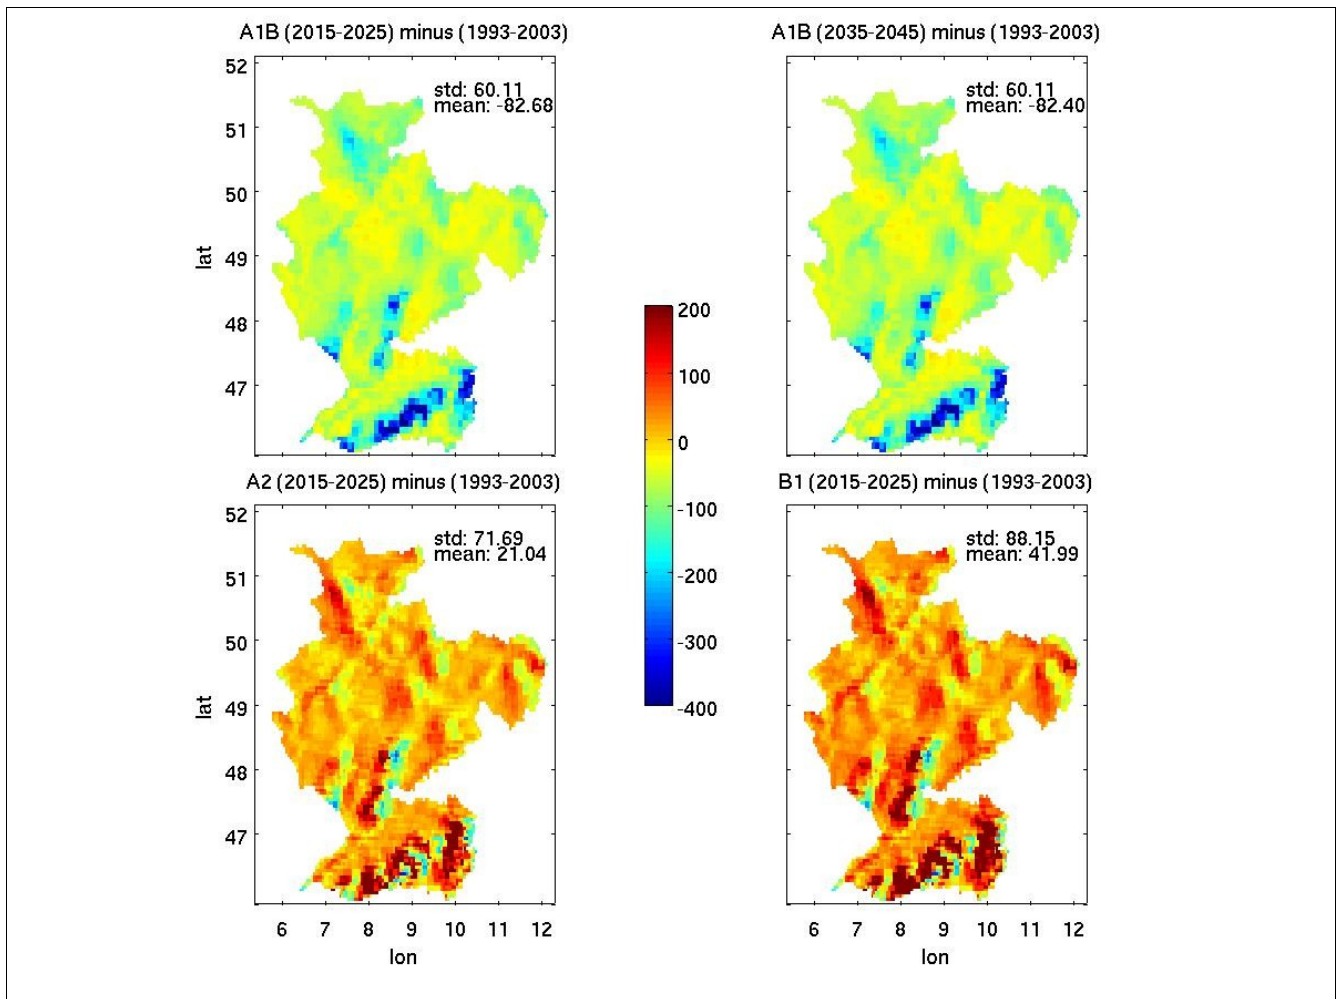 A1B (2015-2025) minus (1993-2003)
A1B (2035-2045) minus (1993-2003)
52
51
50
49
48
47
lat
std: 60.11
mean: -82.68
std: 60.11
mean: -82.40
200
100
0
-100
-200
-300
-400
A2 (2015-2025) minus (1993-2003)
B1 (2015-2025) minus (1993-2003)
52
51
50
49
48
47
lat
std: 71.69
mean: 21.04
std: 88.15
mean: 41.99
6 7 8 9 10 11 12
lon
6 7 8 9 10 11 12
lon